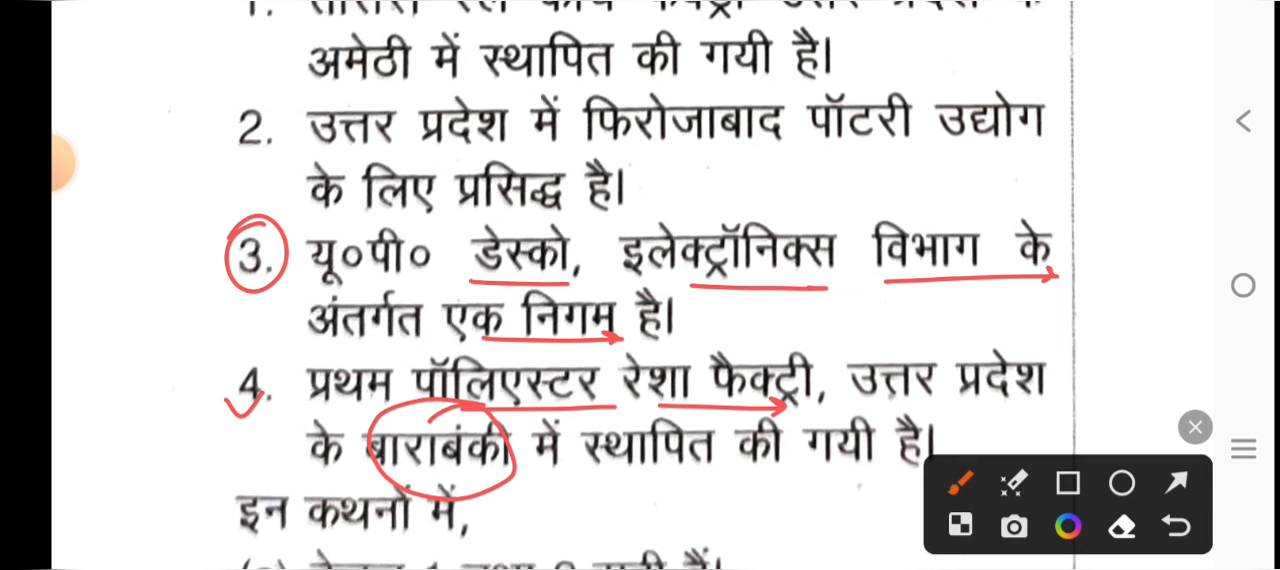 अमेठी में स्थापित की गयी है।
2. उत्तर प्रदेश में फिरोजाबाद पॉटरी उद्योग
के लिए प्रसिद्ध है।
3. यू०पी० डेस्को, इलेक्ट्रॉनिक्स विभाग के
अंतर्गत एक निगम है।
4. प्रथम पॉलिएस्टर रेशा फैक्ट्री, उत्तर प्रदेश
के बाराबंकी में स्थापित की गयी है।
इन कथनों में,